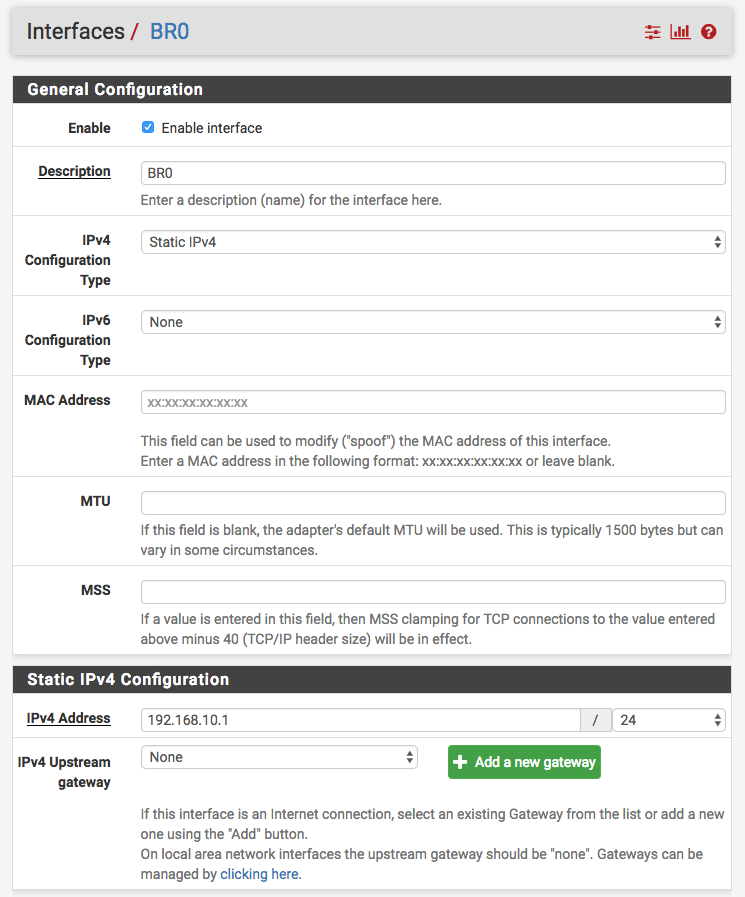 Interfaces / BR0
General Configuration
Enable
Enable interface
Description
BR0
Enter a description (name) for the interface here.
IPv4
Configuration
Type
Static IPv4
IPv6
Configuration
Type
None
MAC Address
xx:xx:xx:xx:xx:xx
This field can be used to modify ("spoof") the MAC address of this interface.
Enter a MAC address in the following format: xx:xx:xx:xx:xx:xx or leave blank.
MTU
If this field is blank, the adapter's default MTU will be used. This is typically 1500 bytes but can
vary in some circumstances.
MSS
If a value is entered in this field, then MSS clamping for TCP connections to the value entered
above minus 40 (TCP/IP header size) will be in effect.
Static IPv4 Configuration
IPv4 Address
192.168.10.1 / 24
IPv4 Upstream
gateway
None
Add a new gateway
If this interface is an Internet connection, select an existing Gateway from the list or add a new
one using the "Add" button.
On local area network interfaces the upstream gateway should be "none". Gateways can be
managed by clicking here.